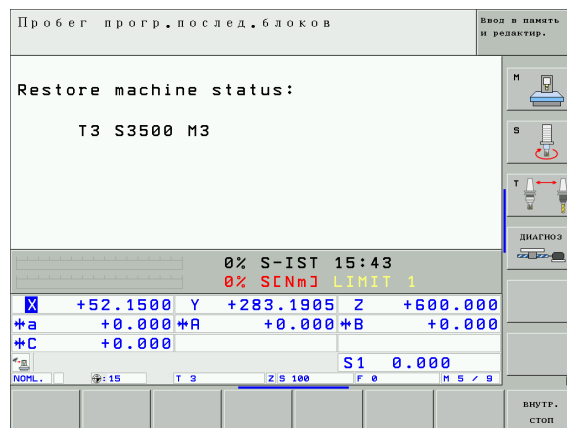 Пробег прогр.послед.блоков
Ввод в память
и редактир.
Restore machine status:
T3 S3500 M3
M
S
T
ДИАГНОЗ
0% S-IST 15:43
0% S[Nm] LIMIT 1
X +52.1500 Y +283.1905 Z +600.000
a +0.000 A +0.000 B +0.000
C +0.000
S1 0.000
NOML. :15 T 3 Z S 100 F 0 M 5 / 9
ВНУТР.
СТОП